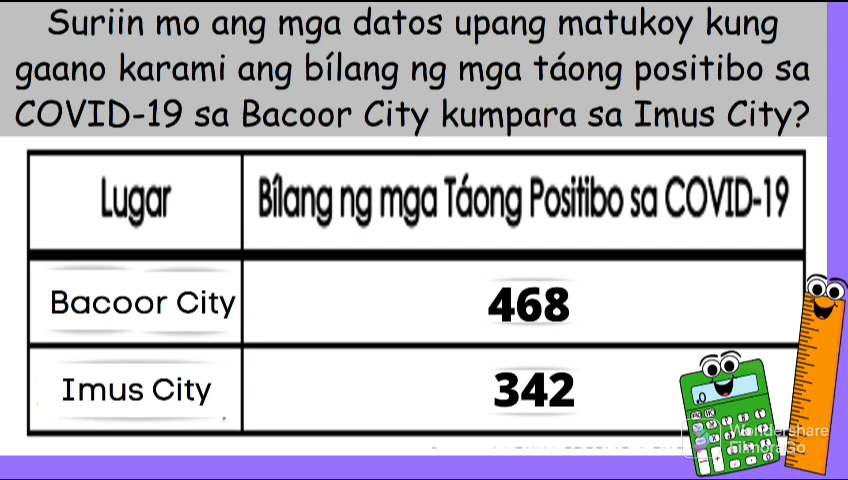 Suriin mo ang mga datos upang matukoy kung
gaano karami ang bílang ng mga táong positibo sa
COVID-19 sa Bacoor City kumpara sa Imus City?
Lugar
Bílang ng mga Táong Positibo sa COVID-19
Bacoor City
468
Imus City
342
Wondershare
FilmoraGo